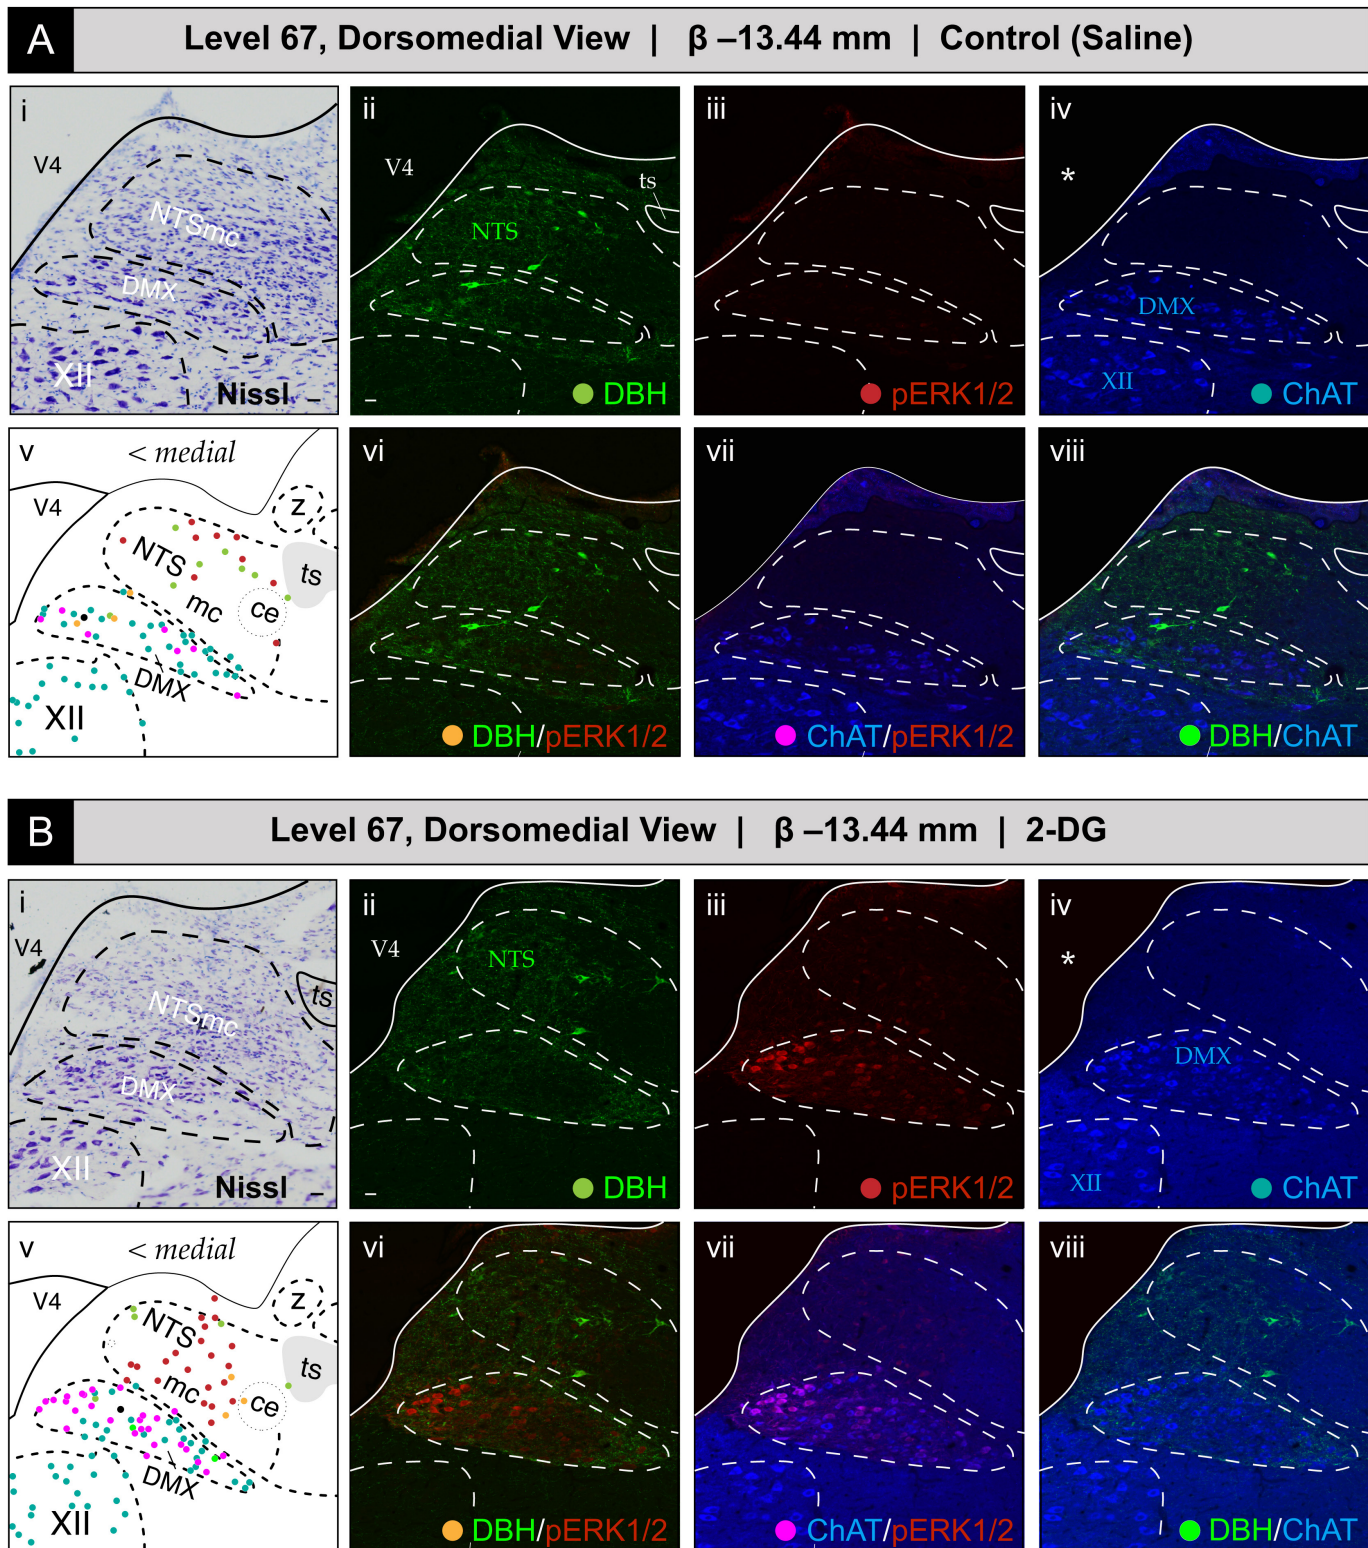 A
Level 67, Dorsomedial View | β –13.44 mm | Control (Saline)
i
V4
NTSmc
DMX
XII
Nissl
ii
V4
ts
NTS
DBH
iii
pERK1/2
iv
*
DMX
XII
ChAT
v
< medial
V4
z
NTS
ts
mc
ce
DMX
XII
vi
DBH/pERK1/2
vii
ChAT/pERK1/2
viii
DBH/ChAT
B
Level 67, Dorsomedial View | β –13.44 mm | 2-DG
i
V4
ts
NTSmc
DMX
XII
Nissl
ii
V4
NTS
DBH
iii
pERK1/2
iv
*
DMX
XII
ChAT
v
< medial
V4
z
NTS
ts
mc
ce
DMX
XII
vi
DBH/pERK1/2
vii
ChAT/pERK1/2
viii
DBH/ChAT